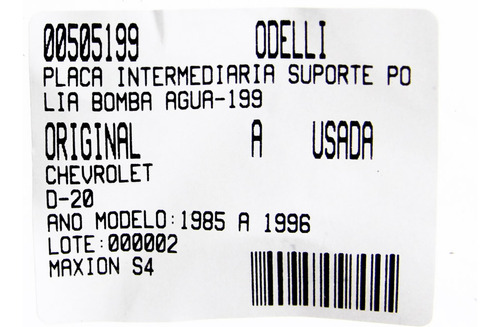 00505199 ODELLI
PLACA INTERMEDIARIA SUPORTE PO
LIA BOMBA AGUA-199
ORIGINAL A USADA
CHEVROLET
D-20
ANO MODELO:1985 A 1996
LOTE:000002
MAXION S4